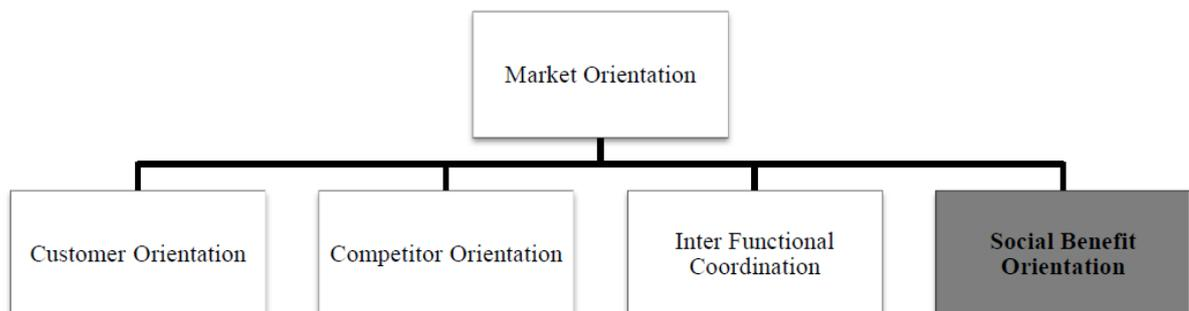 Market Orientation
Customer Orientation
Competitor Orientation
Inter Functional
Coordination
Social Benefit
Orientation